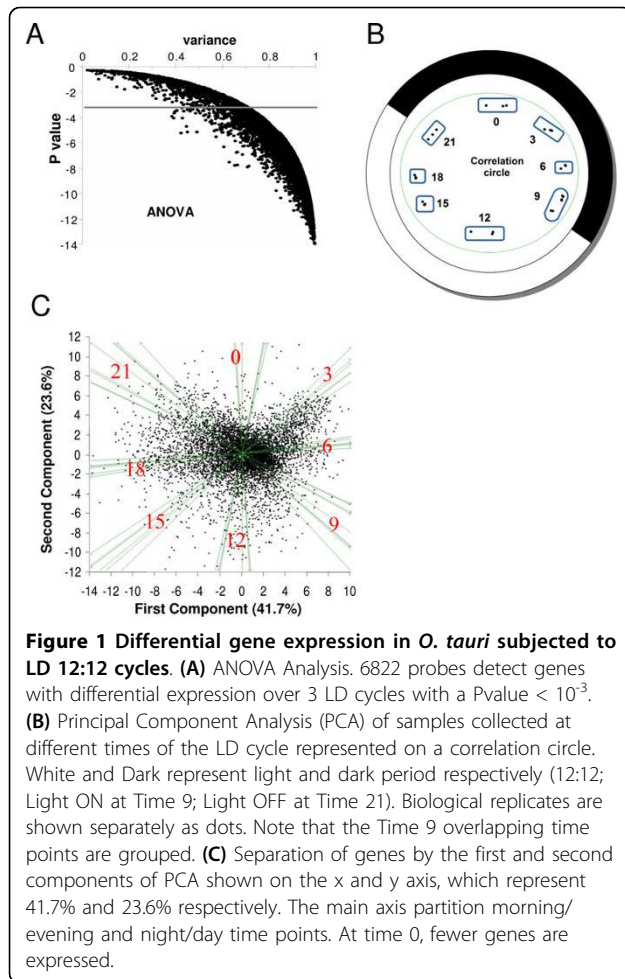 A
variance
0 0.2 0.4 0.6 0.8 1
0
-2
-4
-6
-8
-10
-12
-14
P value
ANOVA
B
0
3
6
9
12
15
18
21
Correlation
circle
C
Second Component (23.6%)
12
10
8
6
4
2
0
-2
-4
-6
-8
-10
-12
0
3
6
9
12
15
18
21
-14 -12 -10 -8 -6 -4 -2 0 2 4 6 8 10
First Component (41.7%)
Figure 1 Differential gene expression in O. tauri subjected to
LD 12:12 cycles. (A) ANOVA Analysis. 6822 probes detect genes
with differential expression over 3 LD cycles with a Pvalue < 10-3.
(B) Principal Component Analysis (PCA) of samples collected at
different times of the LD cycle represented on a correlation circle.
White and Dark represent light and dark period respectively (12:12;
Light ON at Time 9; Light OFF at Time 21). Biological replicates are
shown separately as dots. Note that the Time 9 overlapping time
points are grouped. (C) Separation of genes by the first and second
components of PCA shown on the x and y axis, which represent
41.7% and 23.6% respectively. The main axis partition morning/
evening and night/day time points. At time 0, fewer genes are
expressed.